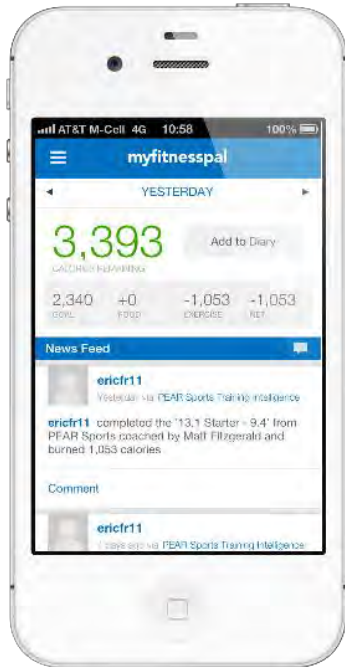 AT&T M-Cell 4G 10:58 100%
myfitnesspal
YESTERDAY
3,393
Add to Diary
CALORIES REMAINING
2,340 +0 -1,053 -1,053
GOAL FOOD EXERCISE NET
News Feed
ericfr11
Yesterday via PEAR Sports Training Intelligence
ericfr11 completed the '13.1 Starter - 9.4' from
PEAR Sports coached by Matt Fitzgerald and
burned 1,053 calories
Comment
ericfr11
days ago via PEAR Sports Training Intelligence